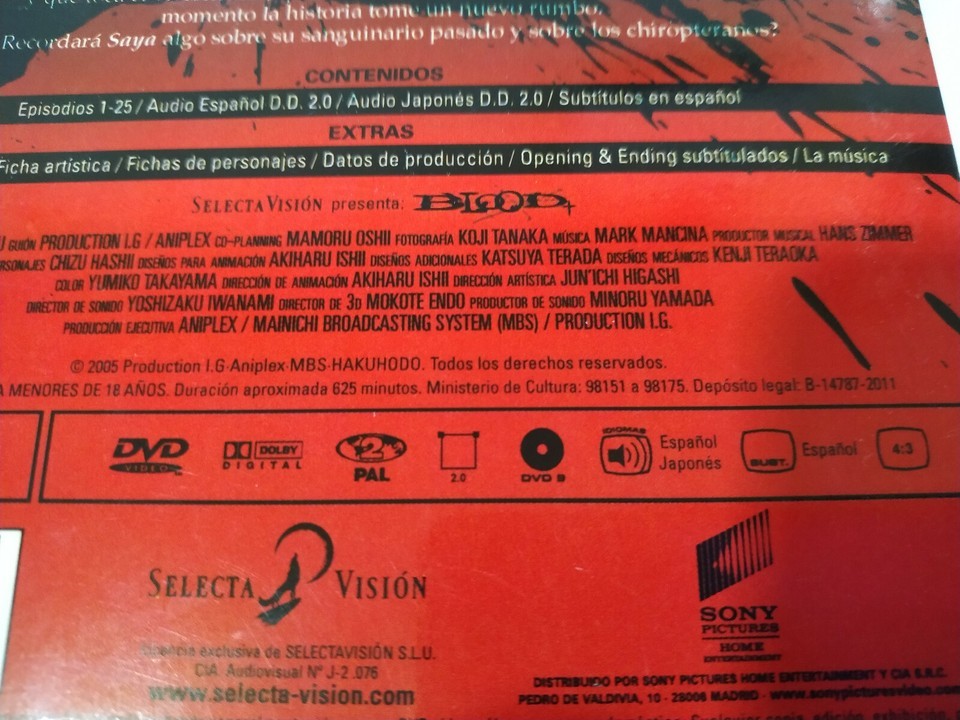 momento la historia tome un nuevo rumbo.
Recordará Saya algo sobre su sanguinario pasado y sobre los chiropteranos?
CONTENIDOS
Episodios 1-25 / Audio Español D.D. 2.0 / Audio Japonés D.D. 2.0 / Subtítulos en español
EXTRAS
Ficha artística / Fichas de personajes / Datos de producción / Opening & Ending subtitulados / La música
SELECTA VISIÓN presenta: BLOOD+
GUIÓN PRODUCTION I.G / ANIPLEX CO-PLANNING MAMORU OSHII FOTOGRAFÍA KOJI TANAKA MÚSICA MARK MANCINA PRODUCTOR MUSICAL HANS ZIMMER
CHIZU HASHII DISEÑOS PARA ANIMACIÓN AKIHARU ISHII DISEÑOS ADICIONALES KATSUYA TERADA DISEÑOS MECÁNICOS KENJI TERAOKA
COLOR YUMIKO TAKAYAMA DIRECCIÓN DE ANIMACIÓN AKIHARU ISHII DIRECCIÓN ARTÍSTICA JUN'ICHI HIGASHI
DIRECTOR DE SONIDO YOSHIZAKU IWANAMI DIRECTOR DE 3D MOKOTE ENDO PRODUCTOR DE SONIDO MINORU YAMADA
PRODUCCIÓN EJECUTIVA ANIPLEX / MAINICHI BROADCASTING SYSTEM (MBS) / PRODUCTION I.G.
© 2005 Production I.G·Aniplex·MBS·HAKUHODO. Todos los derechos reservados.
A MENORES DE 18 AÑOS. Duración aproximada 625 minutos. Ministerio de Cultura: 98151 a 98175. Depósito legal: B-14787-2011
DVD VIDEO
DOLBY DIGITAL
2 PAL
2.0
DVD 9
IDIOMAS Español Japonés
SUBT. Español
4:3
SELECTA VISIÓN
SONY
PICTURES
HOME
ENTERTAINMENT
exclusiva de SELECTAVISIÓN S.L.U.
CIA. Audiovisual Nº J-2.076
www.selecta-vision.com
DISTRIBUIDO POR SONY PICTURES HOME ENTERTAINMENT Y CIA S.R.C.
PEDRO DE VALDIVIA, 10 - 28006 MADRID - www.sonypicturesvideo.com